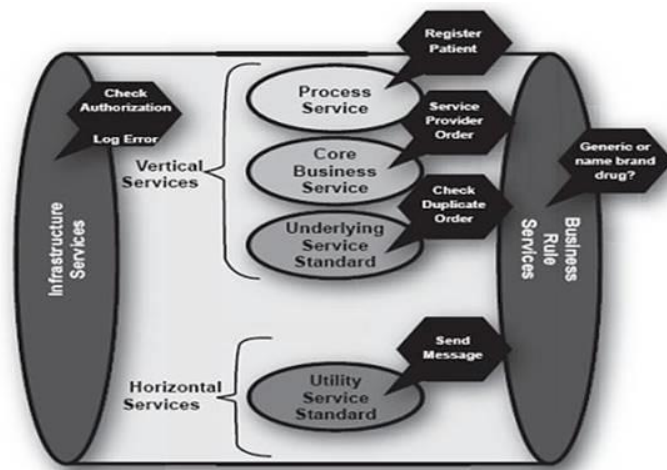 Register
Patient
Check
Authorization
Log Error
Process
Service
Service
Provider
Order
Vertical
Services
Core
Business
Service
Generic or
name brand
drug?
Check
Duplicate
Order
Underlying
Service
Standard
Infrastructure
Services
Business
Rule
Services
Send
Message
Horizontal
Services
Utility
Service
Standard